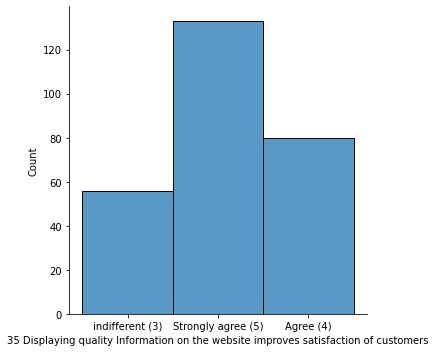 120
100
80
60
40
20
0
Count
indifferent (3) Strongly agree (5) Agree (4)
35 Displaying quality Information on the website improves satisfaction of customers